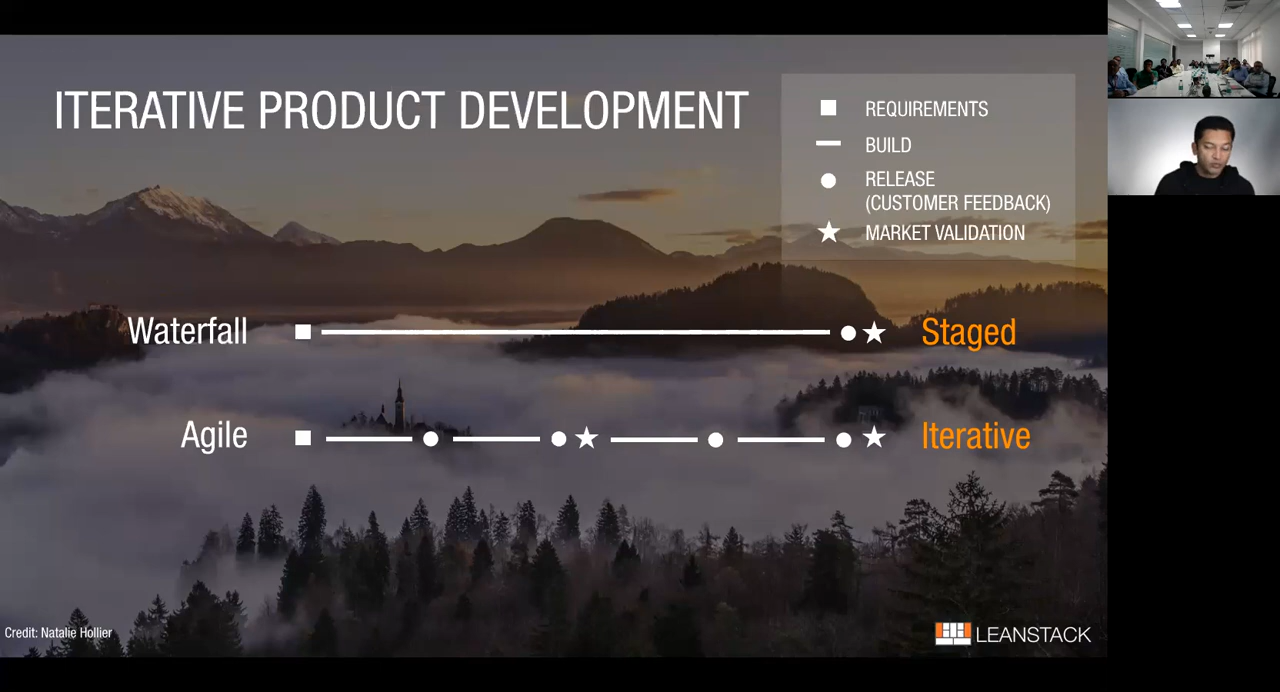 ITERATIVE PRODUCT DEVELOPMENT
REQUIREMENTS
BUILD
RELEASE
(CUSTOMER FEEDBACK)
MARKET VALIDATION
Waterfall
Staged
Agile
Iterative
Credit: Natalie Hollier
LEANSTACK